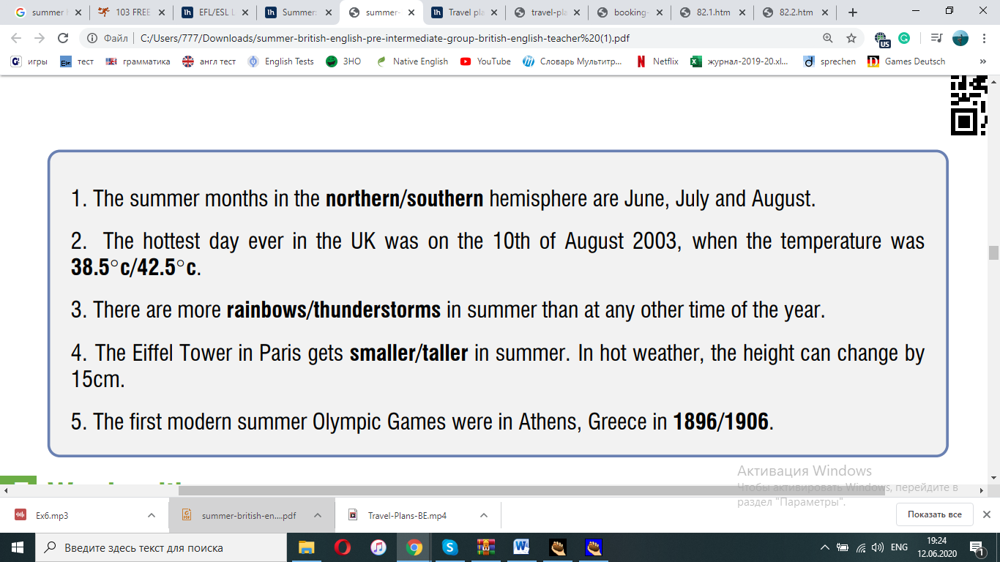 summer
103 FREE
EFL/ESL L
Summer:
summer-
Travel pla
travel-pla
booking-
82.1.htm
82.2.htm
Файл | C:/Users/777/Downloads/summer-british-english-pre-intermediate-group-british-english-teacher%20(1).pdf
US
игры тест грамматика англ тест English Tests ЗНО Native English YouTube Словарь Мультитр... Netflix журнал-2019-20.xl... sprechen Games Deutsch »
1. The summer months in the northern/southern hemisphere are June, July and August.
2. The hottest day ever in the UK was on the 10th of August 2003, when the temperature was
38.5°c/42.5°c.
3. There are more rainbows/thunderstorms in summer than at any other time of the year.
4. The Eiffel Tower in Paris gets smaller/taller in summer. In hot weather, the height can change by
15cm.
5. The first modern summer Olympic Games were in Athens, Greece in 1896/1906.
Активация Windows
Чтобы активировать Windows, перейдите в
раздел "Параметры".
Ex6.mp3
summer-british-en....pdf
Travel-Plans-BE.mp4
Показать все
Введите здесь текст для поиска
ENG
19:24
12.06.2020
1